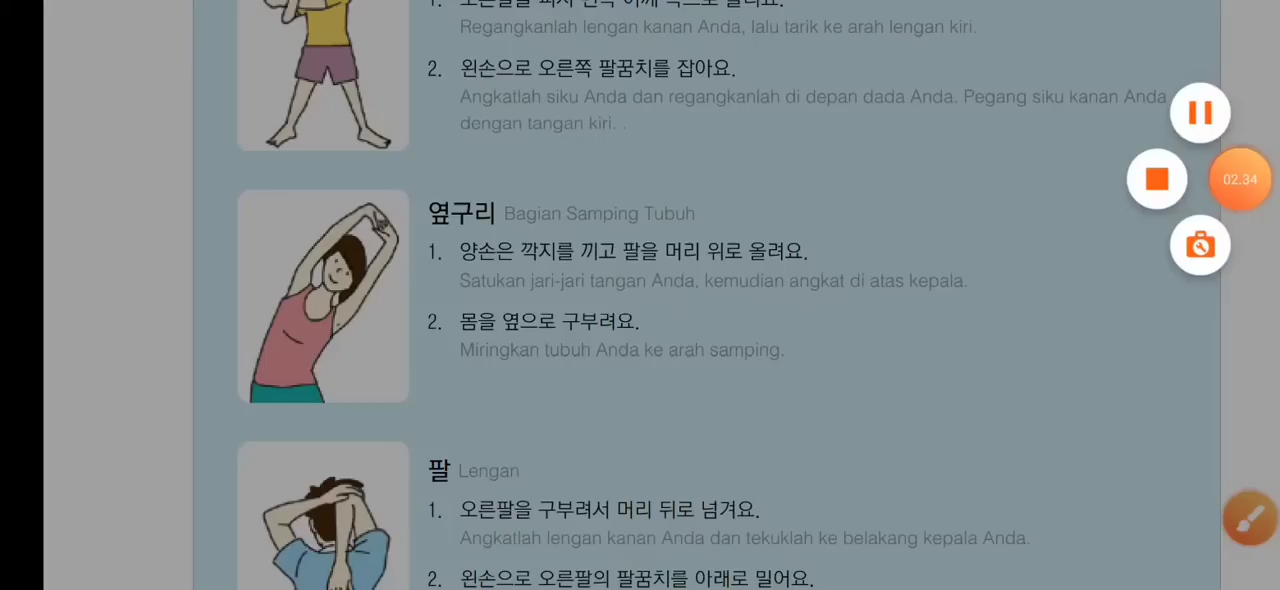 Regangkanlah lengan kanan Anda, lalu tarik ke arah lengan kiri.
2. 왼손으로 오른쪽 팔꿈치를 잡아요.
Angkatlah siku Anda dan regangkanlah di depan dada Anda. Pegang siku kanan Anda
dengan tangan kiri. .
02.34
옆구리 Bagian Samping Tubuh
1. 양손은 깍지를 끼고 팔을 머리 위로 올려요.
Satukan jari-jari tangan Anda, kemudian angkat di atas kepala.
2. 몸을 옆으로 구부려요.
Miringkan tubuh Anda ke arah samping.
팔 Lengan
1. 오른팔을 구부려서 머리 뒤로 넘겨요.
Angkatlah lengan kanan Anda dan tekuklah ke belakang kepala Anda.
2. 왼손으로 오른팔의 팔꿈치를 아래로 밀어요.